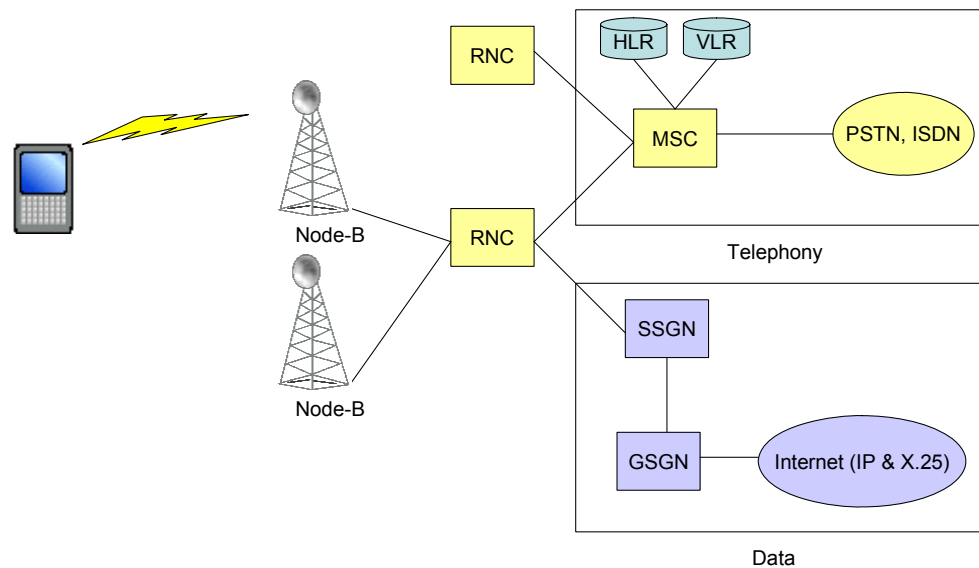 HLR
VLR
RNC
MSC
PSTN, ISDN
Node-B
RNC
Telephony
SSGN
Node-B
GSGN
Internet (IP & X.25)
Data